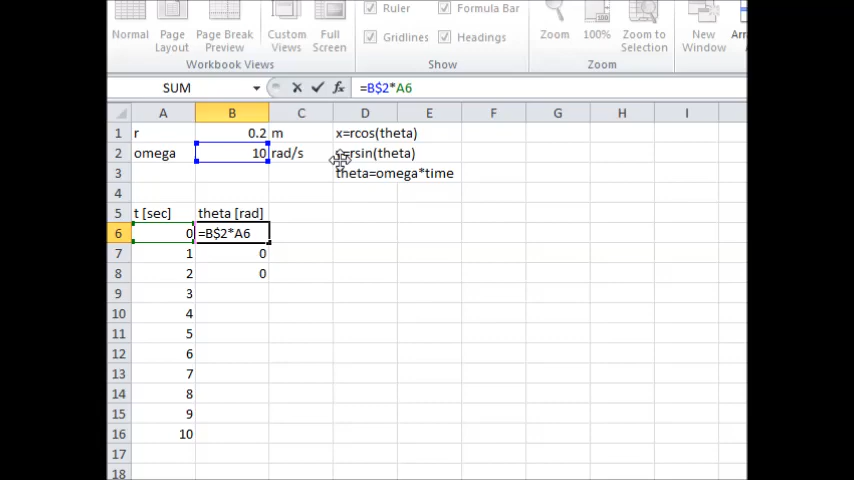 Normal Page Layout Page Break Preview Custom Views Full Screen
Workbook Views
Ruler Formula Bar
Gridlines Headings
Show
Zoom 100% Zoom to Selection
Zoom
New Window
SUM fx =B$2*A6
A B C D E F G H I
1 r 0.2 m x=rcos(theta)
2 omega 10 rad/s =rsin(theta)
3 theta=omega*time
4
5 t [sec] theta [rad]
6 0 =B$2*A6
7 1 0
8 2 0
9 3
10 4
11 5
12 6
13 7
14 8
15 9
16 10
17
18